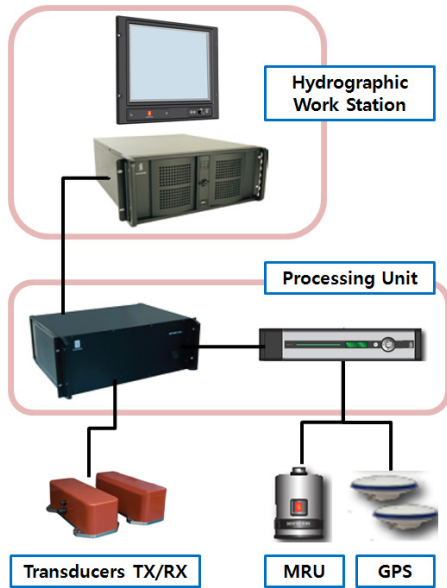 Hydrographic
Work Station
Processing Unit
Transducers TX/RX
MRU
GPS